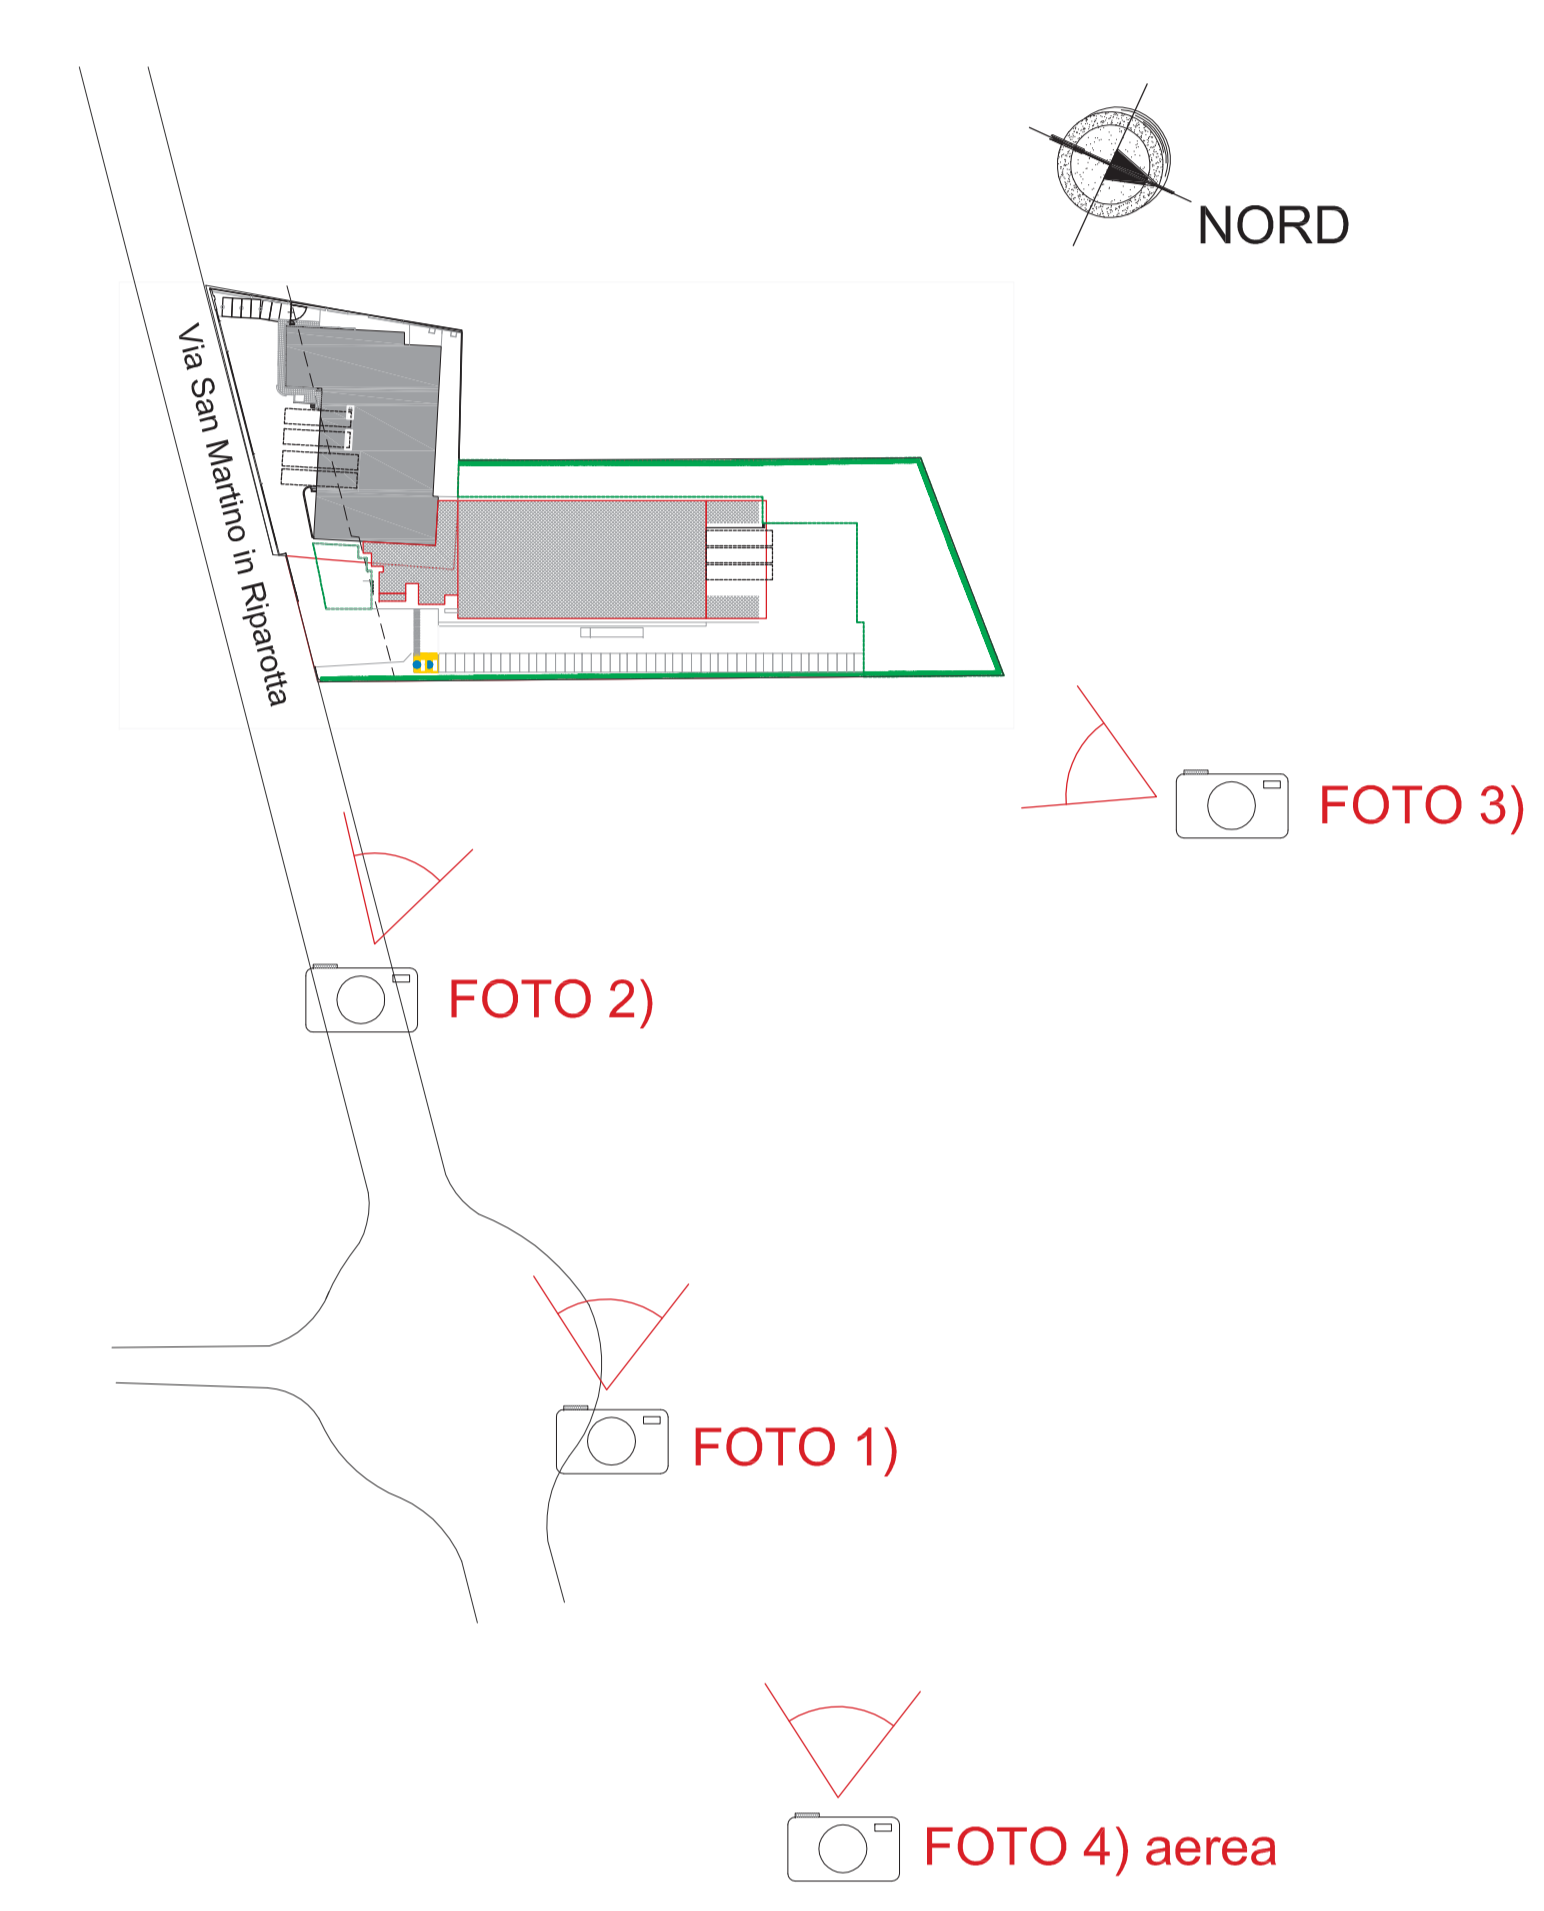 NORD
Via San Martino in Riparotta
FOTO 3)
FOTO 2)
FOTO 1)
FOTO 4) aerea